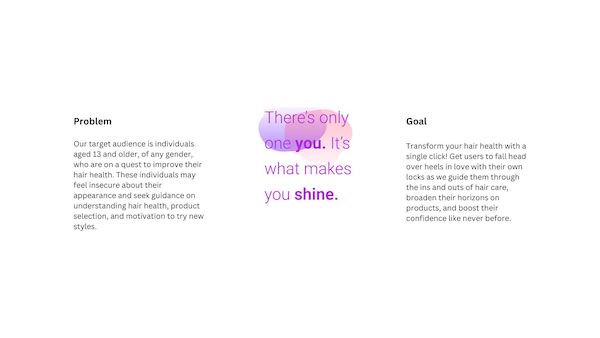 Problem
Our target audience is individuals
aged 13 and older, of any gender,
who are on a quest to improve their
hair health. These individuals may
feel insecure about their
appearance and seek guidance on
understanding hair health, product
selection, and motivation to try new
styles.
There's only
one you. It's
what makes
you shine.
Goal
Transform your hair health with a
single click! Get users to fall head
over heels in love with their own
locks as we guide them through
the ins and outs of hair care,
broaden their horizons on
products, and boost their
confidence like never before.